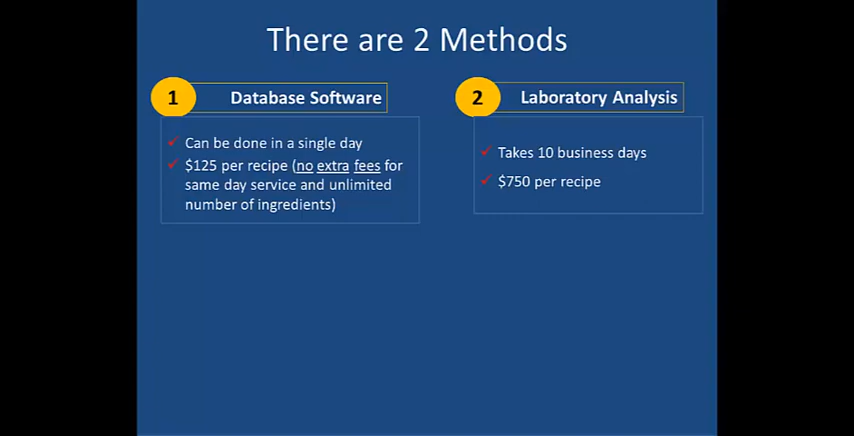 There are 2 Methods
1 Database Software
Can be done in a single day
$125 per recipe (no extra fees for
same day service and unlimited
number of ingredients)
2 Laboratory Analysis
Takes 10 business days
$750 per recipe